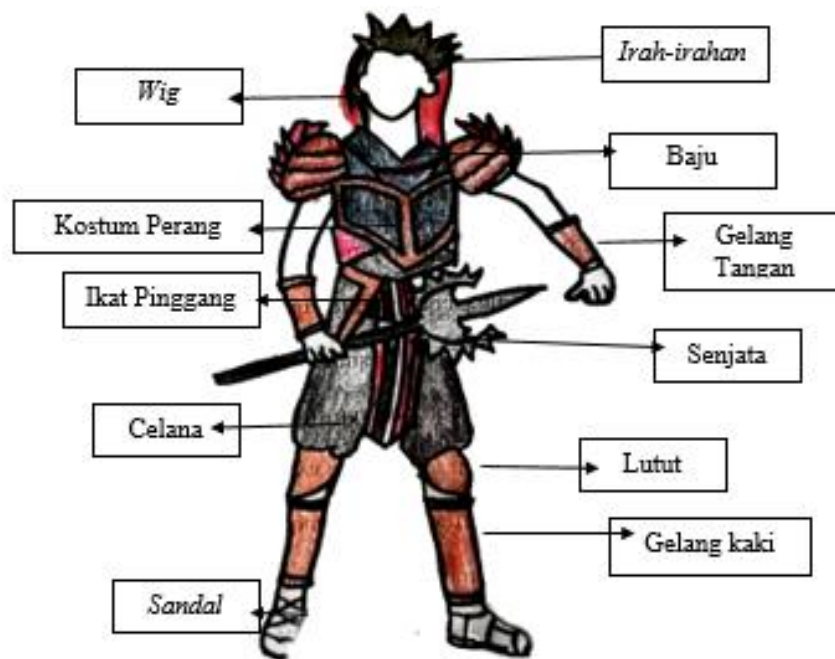 Irah-irahan
Wig
Baju
Kostum Perang
Gelang
Tangan
Ikat Pinggang
Senjata
Celana
Lutut
Gelang kaki
Sandal